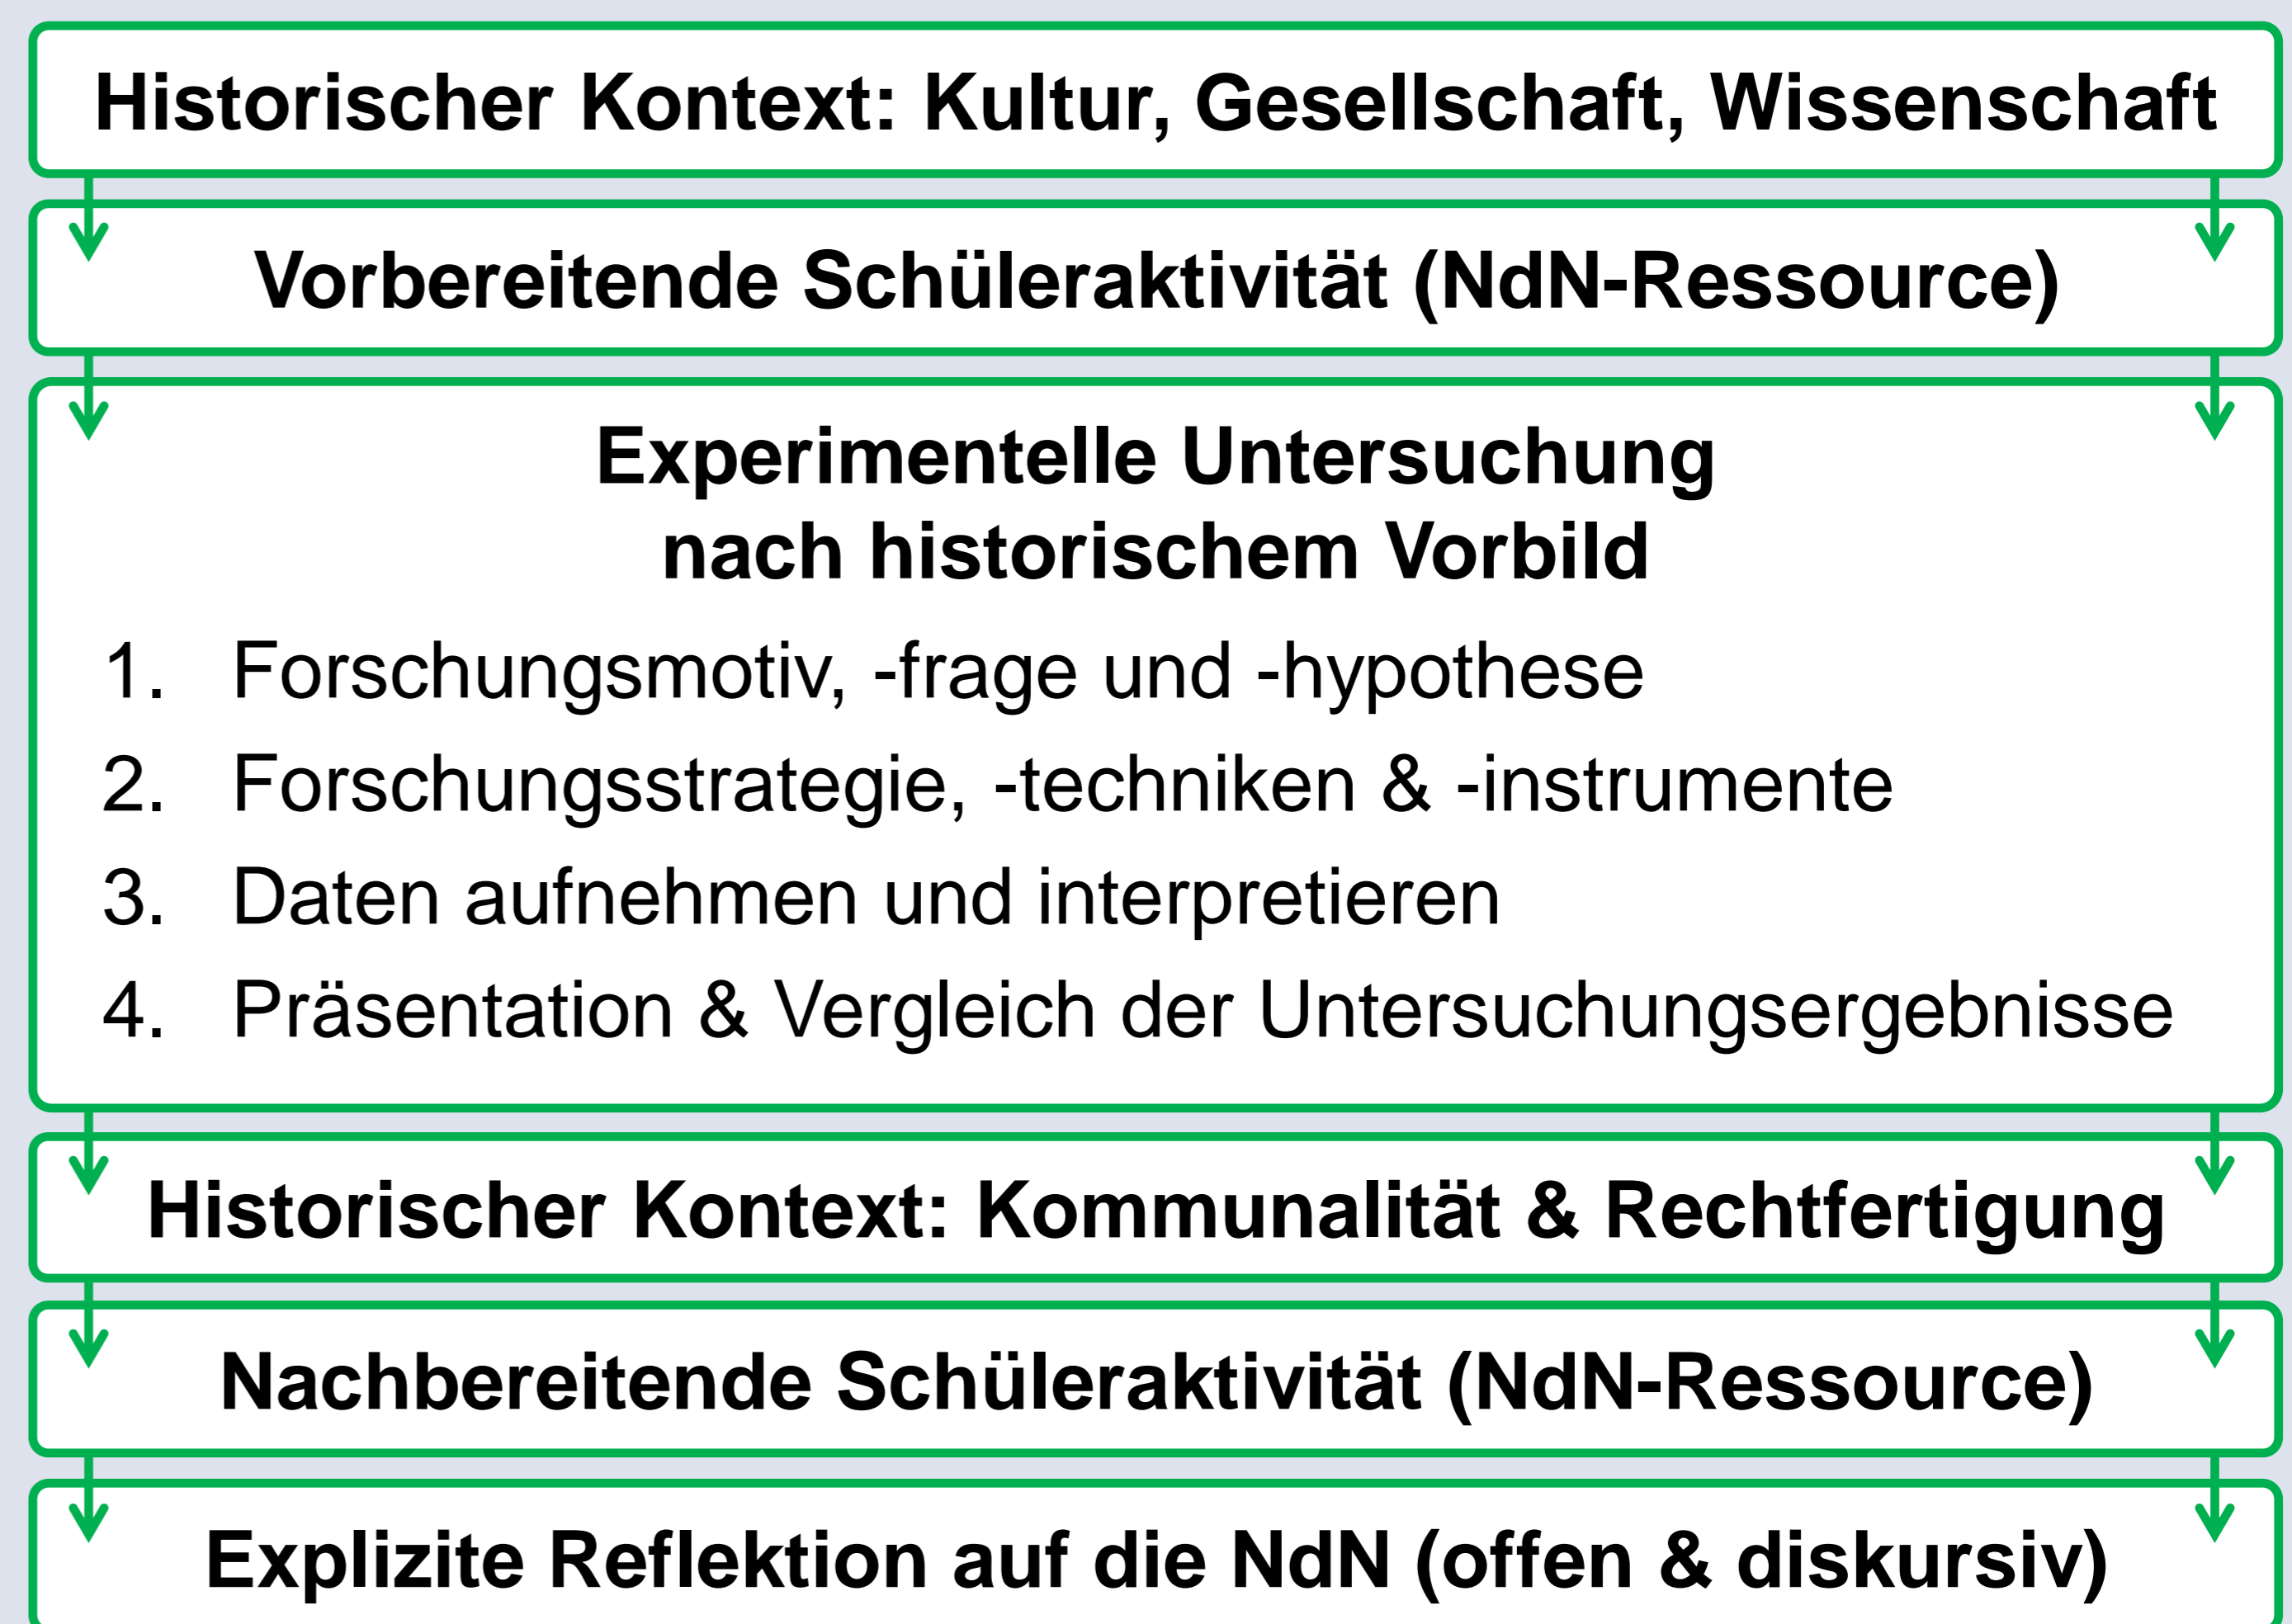 Historischer Kontext: Kultur, Gesellschaft, Wissenschaft
Vorbereitende Schüleraktivität (NdN-Ressource)
Experimentelle Untersuchung
nach historischem Vorbild
1. Forschungsmotiv, -frage und -hypothese
2. Forschungsstrategie, -techniken & -instrumente
3. Daten aufnehmen und interpretieren
4. Präsentation & Vergleich der Untersuchungsergebnisse
Historischer Kontext: Kommunalität & Rechtfertigung
Nachbereitende Schüleraktivität (NdN-Ressource)
Explizite Reflektion auf die NdN (offen & diskursiv)